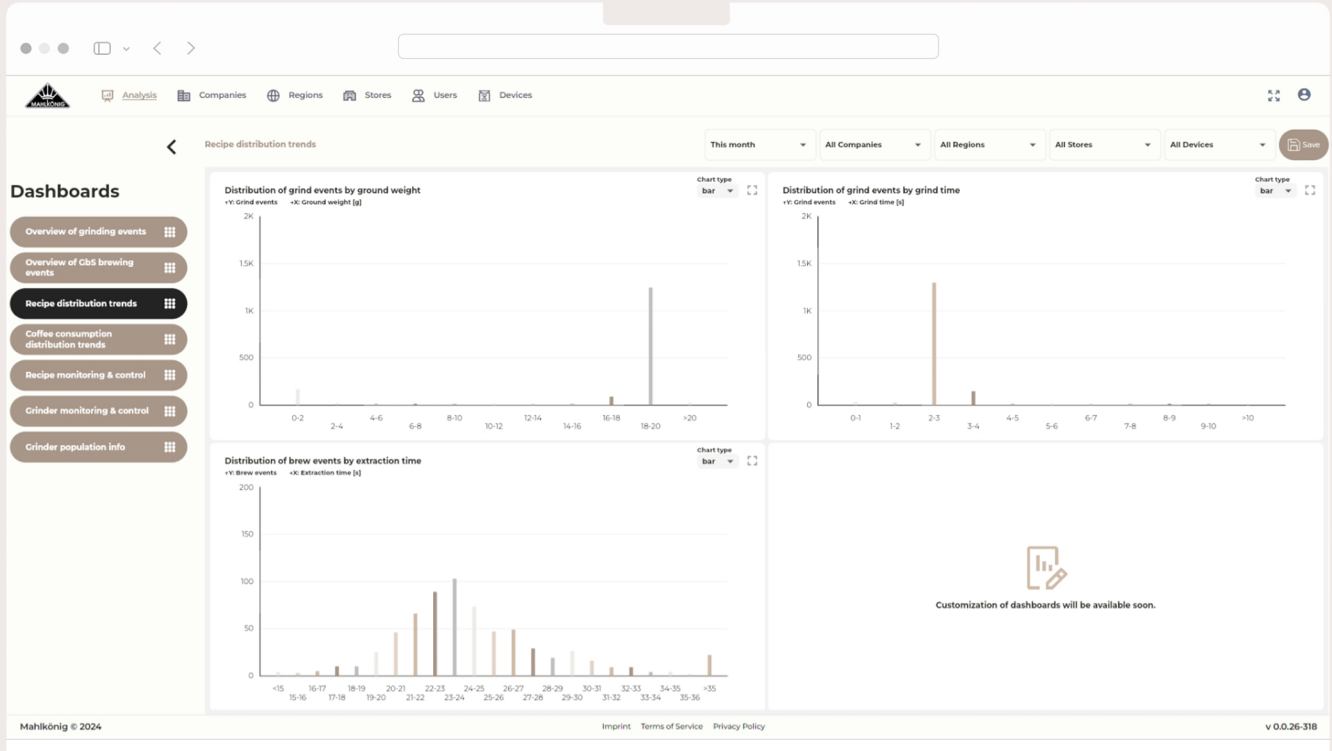 MAHLKÖNIG
Analysis
Companies
Regions
Stores
Users
Devices
Recipe distribution trends
This month
All Companies
All Regions
All Stores
All Devices
Save
Dashboards
Overview of grinding events
Overview of GbS brewing
events
Recipe distribution trends
Coffee consumption
distribution trends
Recipe monitoring & control
Grinder monitoring & control
Grinder population info
Distribution of grind events by ground weight
Chart type
bar
↑Y: Grind events →X: Ground weight [g]
2K
1.5K
1K
500
0
0-2 4-6 8-10 12-14 16-18 >20
2-4 6-8 10-12 14-16 18-20
Distribution of grind events by grind time
Chart type
bar
↑Y: Grind events →X: Grind time [s]
2K
1.5K
1K
500
0
0-1 2-3 4-5 6-7 8-9 >10
1-2 3-4 5-6 7-8 9-10
Distribution of brew events by extraction time
Chart type
bar
↑Y: Brew events →X: Extraction time [s]
200
150
100
50
0
<15 16-17 18-19 20-21 22-23 24-25 26-27 28-29 30-31 32-33 34-35 >35
15-16 17-18 19-20 21-22 23-24 25-26 27-28 29-30 31-32 33-34 35-36
Customization of dashboards will be available soon.
Mahlkönig © 2024
Imprint Terms of Service Privacy Policy
v 0.0.26-318